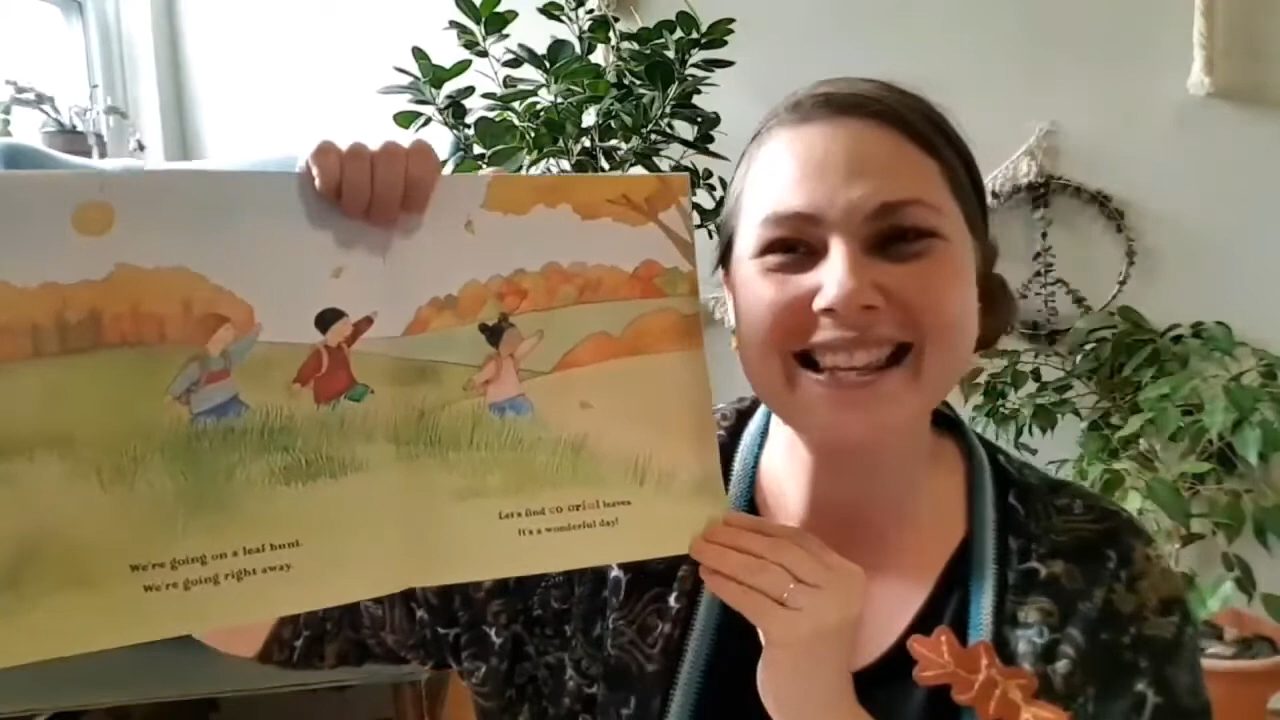 We're going on a leaf hunt.
We're going right away.
Let's find colorful leaves.
It's a wonderful day!